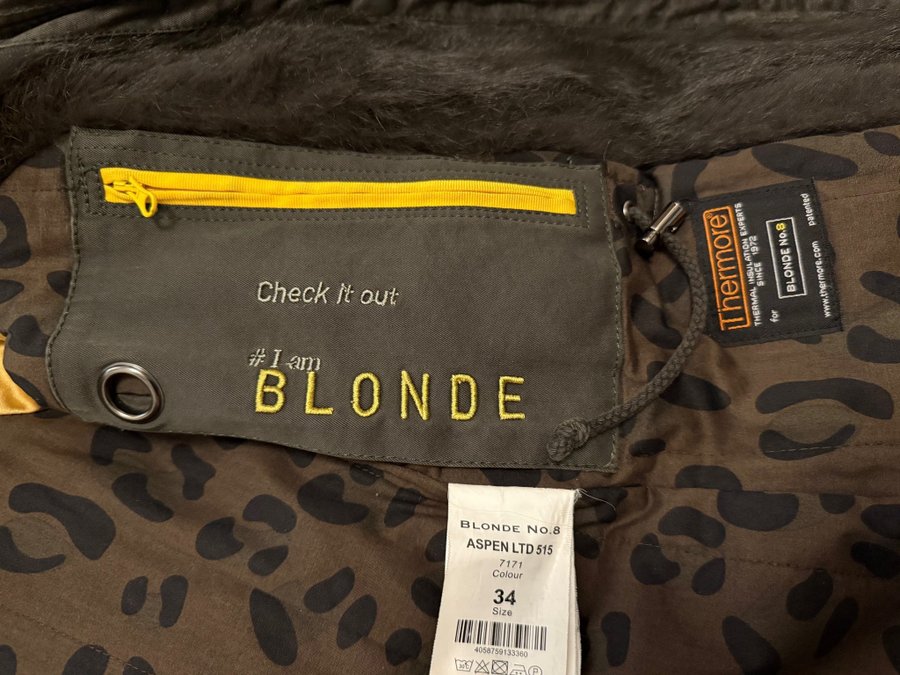 Check it out
# I am
BLONDE
Thermore®
THERMAL INSULATION EXPERTS
SINCE 1972
for
BLONDE NO.8
www.thermore.com patented
BLONDE NO.8
ASPEN LTD 515
7171
Colour
34
Size
4058759133360
30°C
P